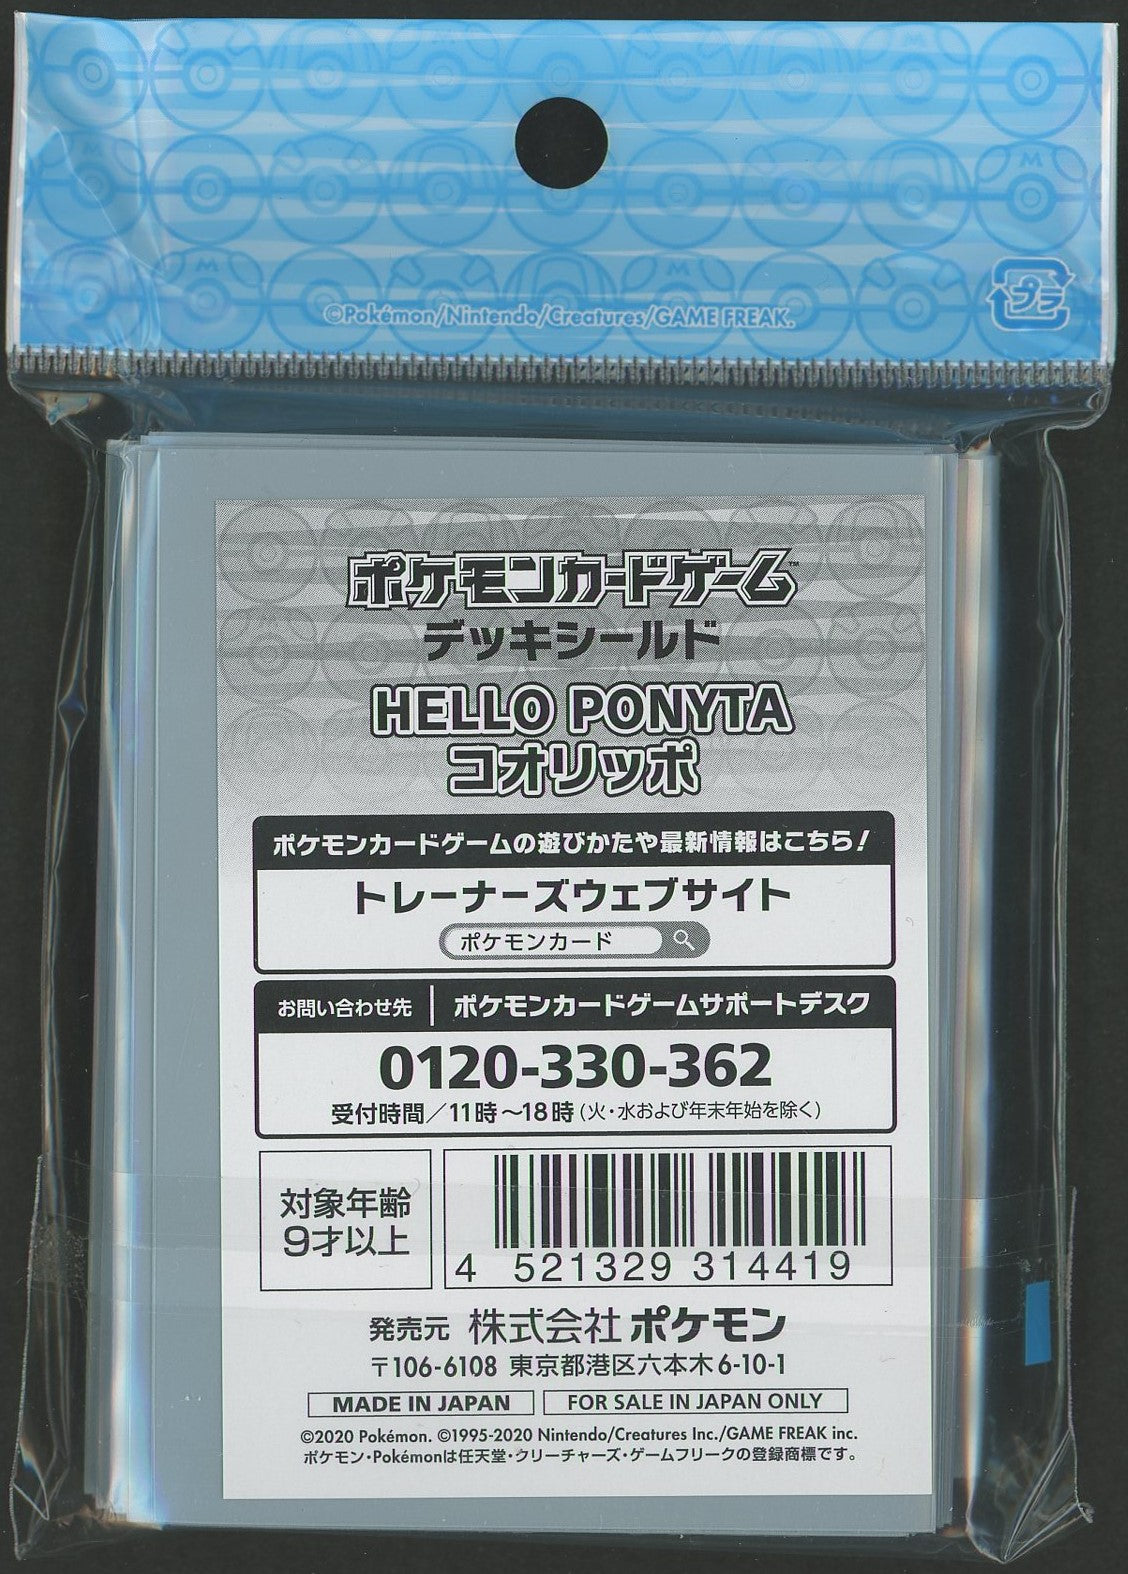 ©Pokémon/Nintendo/Creatures/GAME FREAK.
プラ
ポケモンカードゲーム™
デッキシールド
HELLO PONYTA
コオリッポ
ポケモンカードゲームの遊びかたや最新情報はこちら!
トレーナーズウェブサイト
ポケモンカード
お問い合わせ先 | ポケモンカードゲームサポートデスク
0120-330-362
受付時間/11時～18時(火・水および年末年始を除く)
対象年齢
9才以上
4 521329 314419
発売元 株式会社ポケモン
〒106-6108 東京都港区六本木6-10-1
MADE IN JAPAN
FOR SALE IN JAPAN ONLY
©2020 Pokémon. ©1995-2020 Nintendo/Creatures Inc./GAME FREAK inc.
ポケモン・Pokémonは任天堂・クリーチャーズ・ゲームフリークの登録商標です。